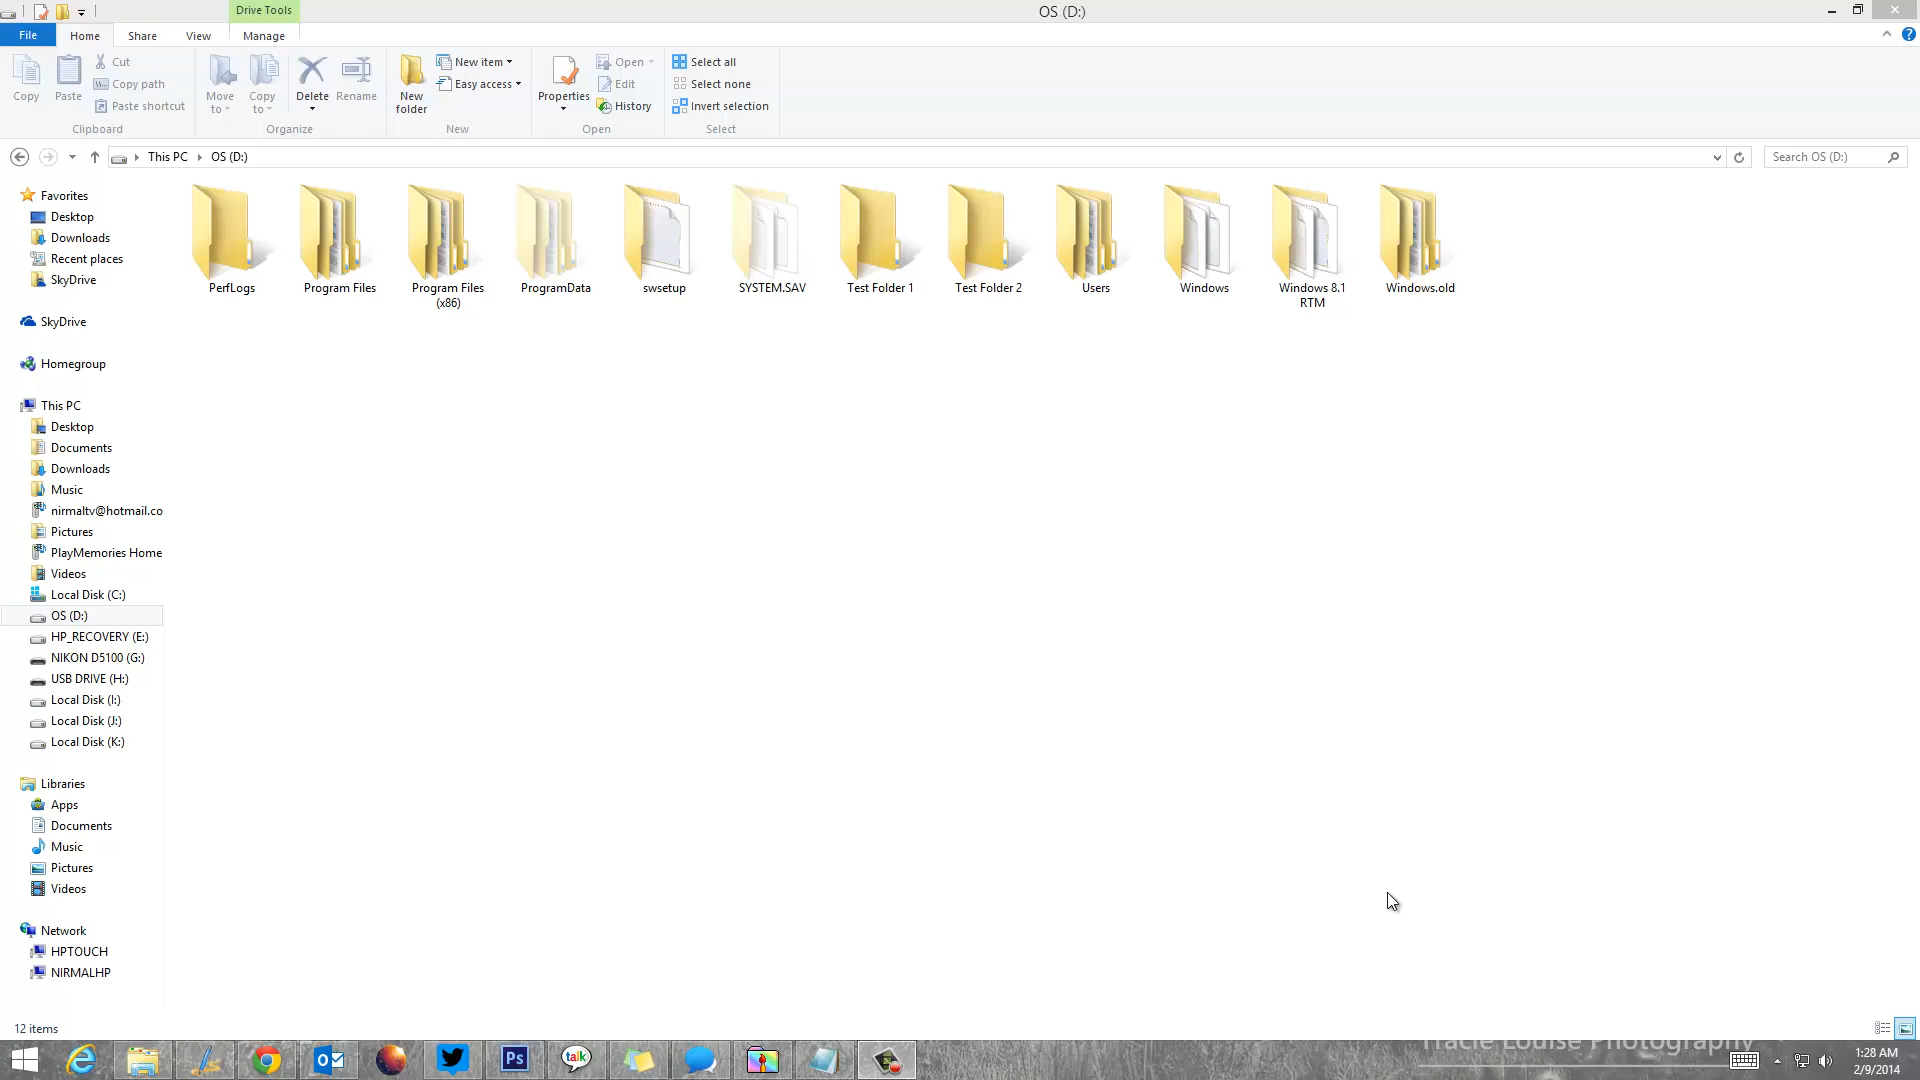 Drive Tools
OS (D:)
File
Home
Share
View
Manage
Copy
Paste
Cut
Copy path
Paste shortcut
Clipboard
Move to
Copy to
Delete
Rename
Organize
New folder
New item
Easy access
New
Properties
Open
Edit
History
Open
Select all
Select none
Invert selection
Select
This PC
OS (D:)
Search OS (D:)
Favorites
Desktop
Downloads
Recent places
SkyDrive
SkyDrive
Homegroup
This PC
Desktop
Documents
Downloads
Music
nirmaltv@hotmail.co
Pictures
PlayMemories Home
Videos
Local Disk (C:)
OS (D:)
HP_RECOVERY (E:)
NIKON D5100 (G:)
USB DRIVE (H:)
Local Disk (I:)
Local Disk (J:)
Local Disk (K:)
Libraries
Apps
Documents
Music
Pictures
Videos
Network
HPTOUCH
NIRMALHP
PerfLogs
Program Files
Program Files
(x86)
ProgramData
swsetup
SYSTEM.SAV
Test Folder 1
Test Folder 2
Users
Windows
Windows 8.1
RTM
Windows.old
12 items
Ps
talk
Tracie Louise Photography
1:28 AM
2/9/2014